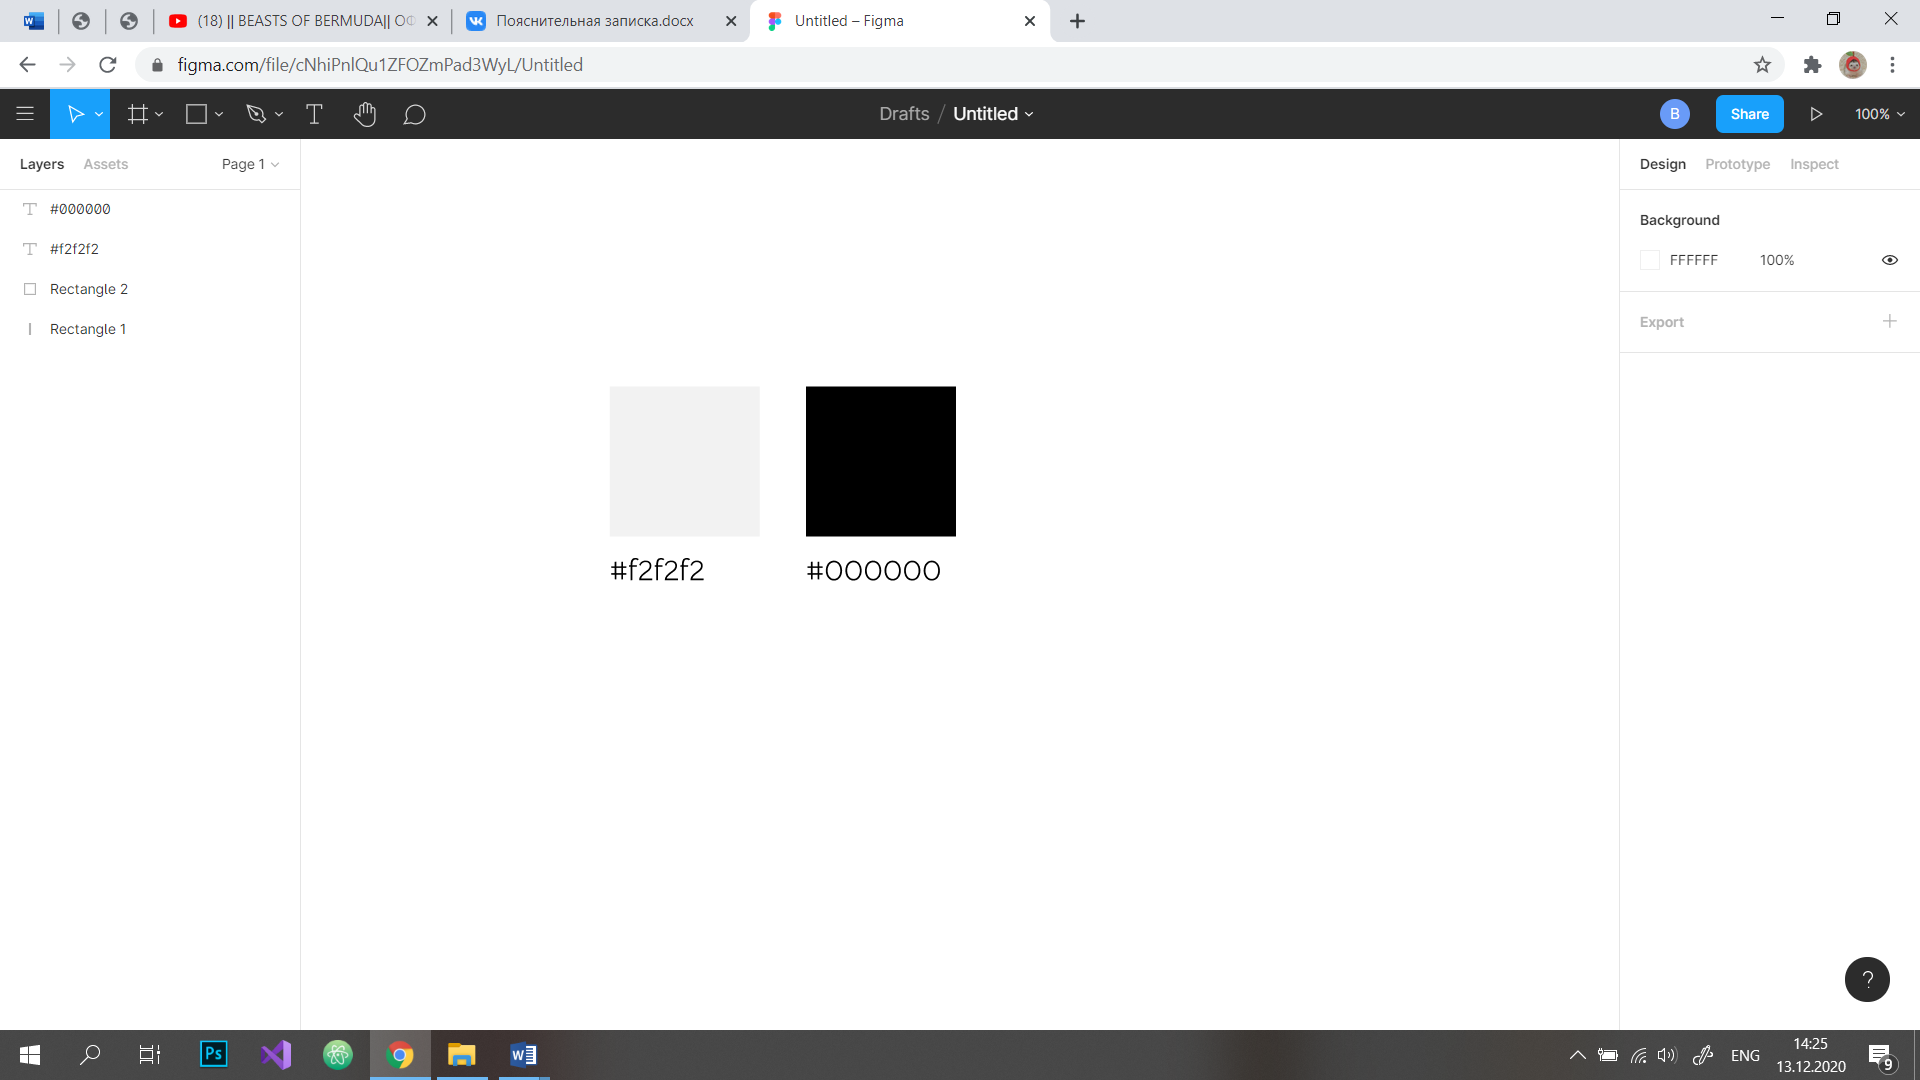 (18) || BEASTS OF BERMUDA|| ОФ
Пояснительная записка.docx
Untitled – Figma
figma.com/file/cNhiPnlQu1ZFOZmPad3WyL/Untitled
Drafts / Untitled
B
Share
100%
Layers
Assets
Page 1
#000000
#f2f2f2
Rectangle 2
Rectangle 1
#f2f2f2
#000000
Design
Prototype
Inspect
Background
FFFFFF
100%
Export
?
Ps
ENG
14:25
13.12.2020
9